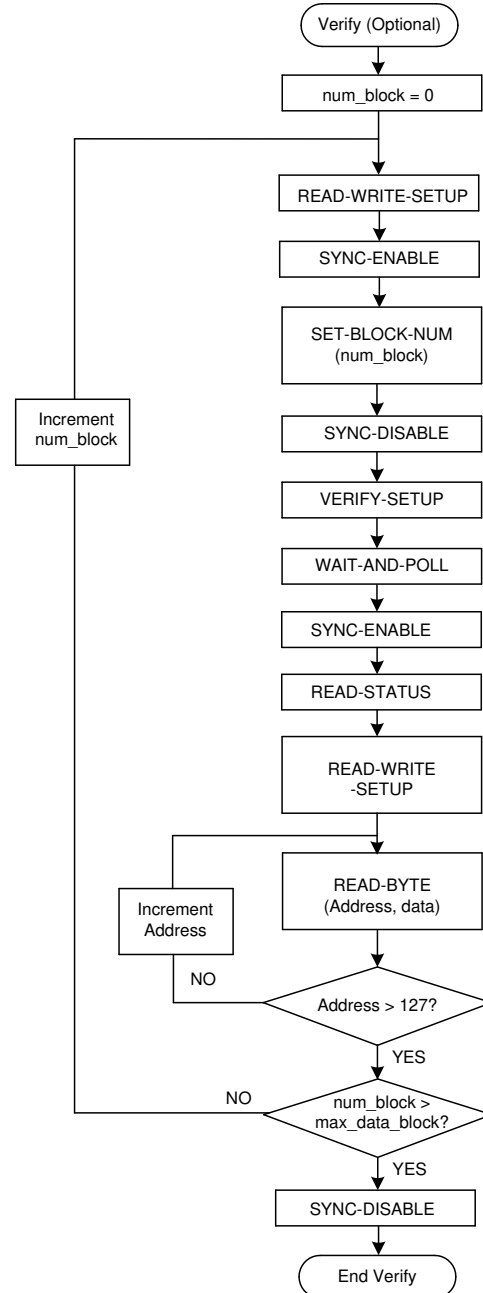 Verify (Optional)
num_block = 0
READ-WRITE-SETUP
SYNC-ENABLE
SET-BLOCK-NUM
(num_block)
Increment
num_block
SYNC-DISABLE
VERIFY-SETUP
WAIT-AND-POLL
SYNC-ENABLE
READ-STATUS
READ-WRITE
-SETUP
READ-BYTE
(Address, data)
Increment
Address
NO
Address > 127?
YES
NO
num_block >
max_data_block?
YES
SYNC-DISABLE
End Verify